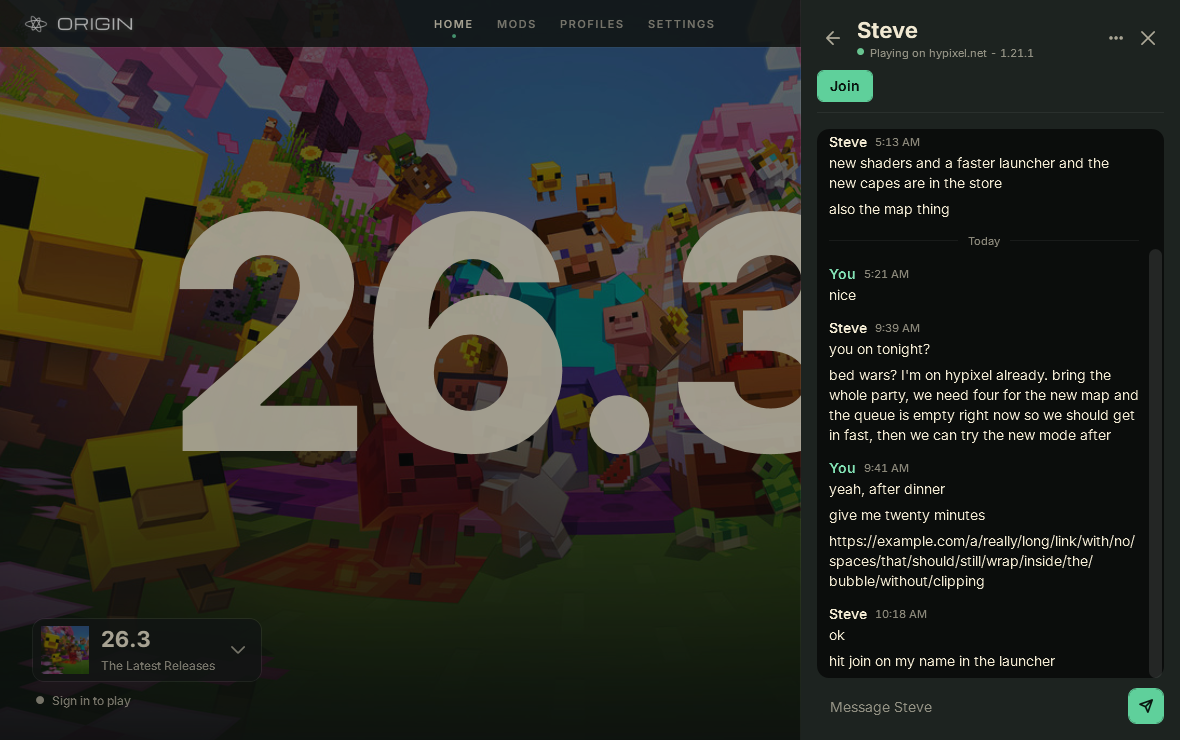 ORIGIN
HOME
MODS
PROFILES
SETTINGS
26.3
26.3
The Latest Releases
Sign in to play
Steve
Playing on hypixel.net - 1.21.1
Join
Steve 5:13 AM
new shaders and a faster launcher and the
new capes are in the store
also the map thing
Today
You 5:21 AM
nice
Steve 9:39 AM
you on tonight?
bed wars? I'm on hypixel already. bring the
whole party, we need four for the new map and
the queue is empty right now so we should get
in fast, then we can try the new mode after
You 9:41 AM
yeah, after dinner
give me twenty minutes
https://example.com/a/really/long/link/with/no/
spaces/that/should/still/wrap/inside/the/
bubble/without/clipping
Steve 10:18 AM
ok
hit join on my name in the launcher
Message Steve